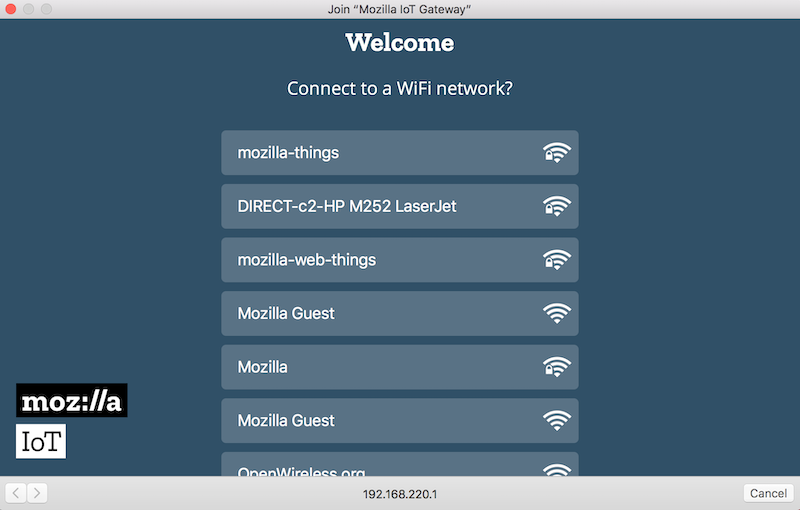 Join “Mozilla IoT Gateway”
Welcome
Connect to a WiFi network?
mozilla-things
DIRECT-c2-HP M252 LaserJet
mozilla-web-things
Mozilla Guest
Mozilla
Mozilla Guest
OpenWireless.org
moz://a
IoT
192.168.220.1
Cancel